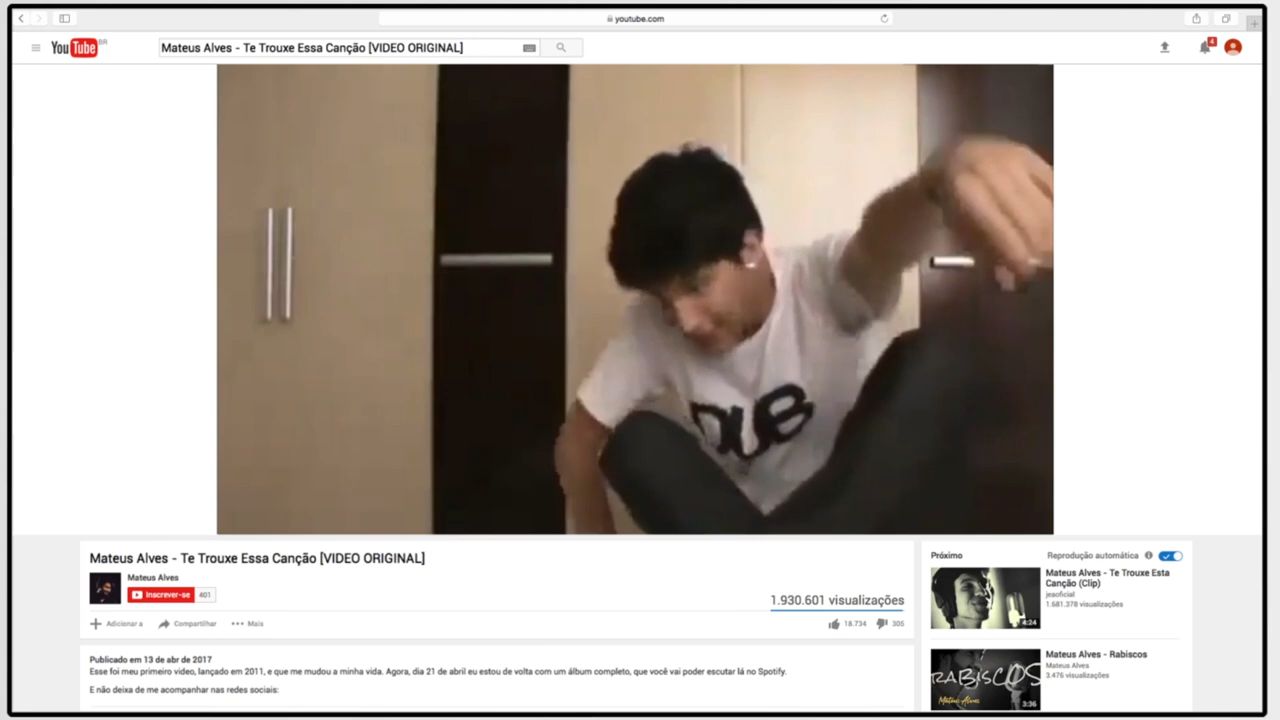 youtube.com
YouTube BR
Mateus Alves - Te Trouxe Essa Canção [VIDEO ORIGINAL]
4
DUB
Mateus Alves - Te Trouxe Essa Canção [VIDEO ORIGINAL]
Mateus Alves
Inscrever-se 401
1.930.601 visualizações
Adicionar a Compartilhar Mais
18.734 305
Publicado em 13 de abr de 2017
Esse foi meu primeiro video, lançado em 2011, e que me mudou a minha vida. Agora, dia 21 de abril eu estou de volta com um álbum completo, que você vai poder escutar lá no Spotify.
E não deixa de me acompanhar nas redes sociais:
Próximo Reprodução automática
Mateus Alves - Te Trouxe Esta
Canção (Clip)
jeaoficial
1.681.378 visualizações
4:24
Mateus Alves - Rabiscos
Mateus Alves
3.476 visualizações
RABISCOS
Mateus Alves
3:36